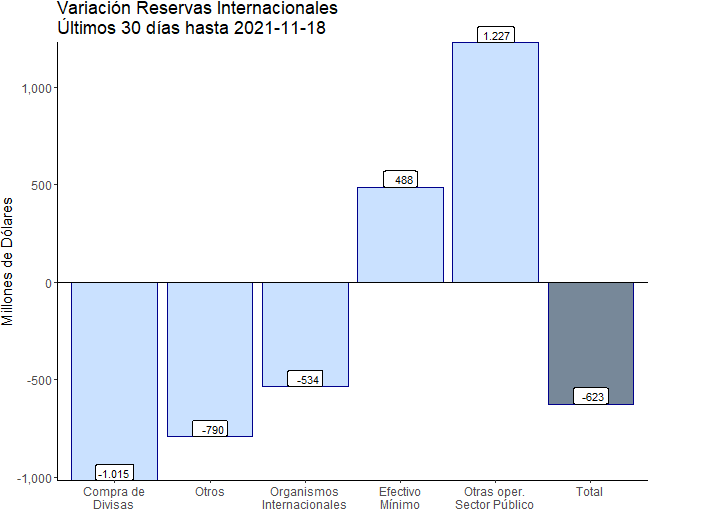 Variación Reservas Internacionales
Últimos 30 días hasta 2021-11-18
1.227
1,000
488
500
Millones de Dólares
0
-534
-500
-623
-790
-1.015
-1,000
Compra de
Divisas
Otros
Organismos
Internacionales
Efectivo
Mínimo
Otras oper.
Sector Público
Total